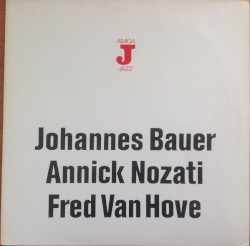 AMIGA
J
JAZZ
Johannes Bauer
Annick Nozati
Fred Van Hove